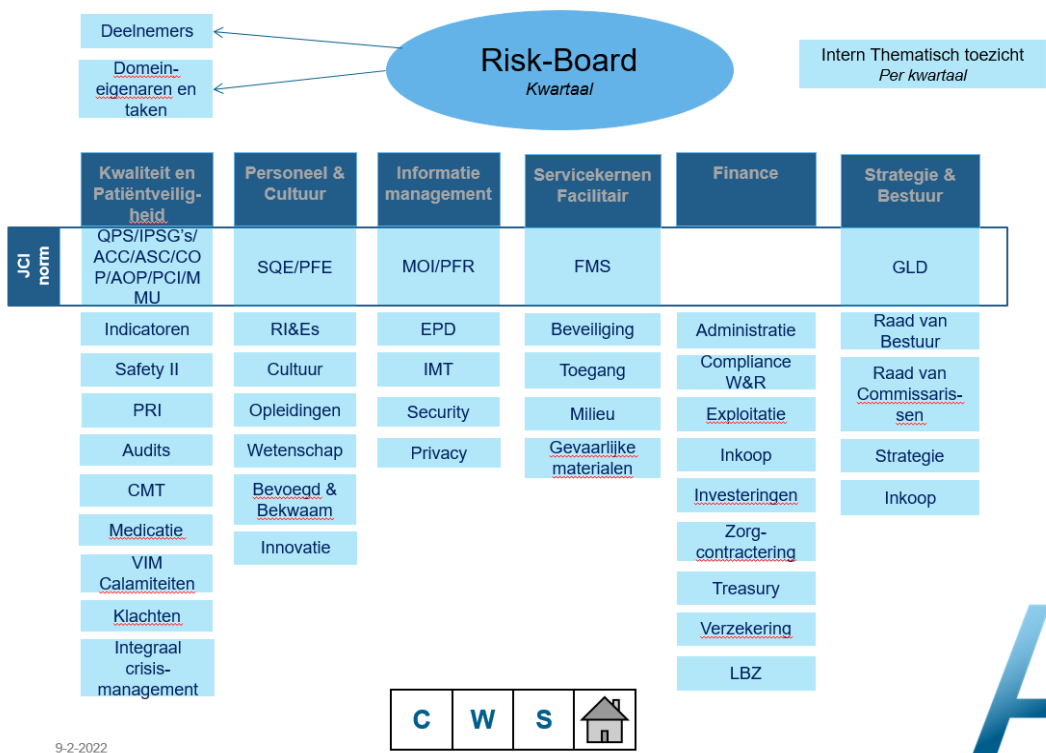 Deelnemers
Domein-
eigenaren en
taken
Risk-Board
Kwartaal
Intern Thematisch toezicht
Per kwartaal
Kwaliteit en
Patiëntveilig-
heid
Personeel &
Cultuur
Informatie
management
Servicekernen
Facilitair
Finance
Strategie &
Bestuur
JCI
norm
QPS/IPSG's/
ACC/ASC/CO
P/AOP/PCI/M
MU
SQE/PFE
MOI/PFR
FMS
GLD
Indicatoren
Safety II
PRI
Audits
CMT
Medicatie
VIM
Calamiteiten
Klachten
Integraal
crisis-
management
RI&Es
Cultuur
Opleidingen
Wetenschap
Bevoegd &
Bekwaam
Innovatie
EPD
IMT
Security
Privacy
Beveiliging
Toegang
Milieu
Gevaarlijke
materialen
Administratie
Compliance
W&R
Exploitatie
Inkoop
Investeringen
Zorg-
contractering
Treasury
Verzekering
LBZ
Raad van
Bestuur
Raad van
Commissaris-
sen
Strategie
Inkoop
C W S
9-2-2022